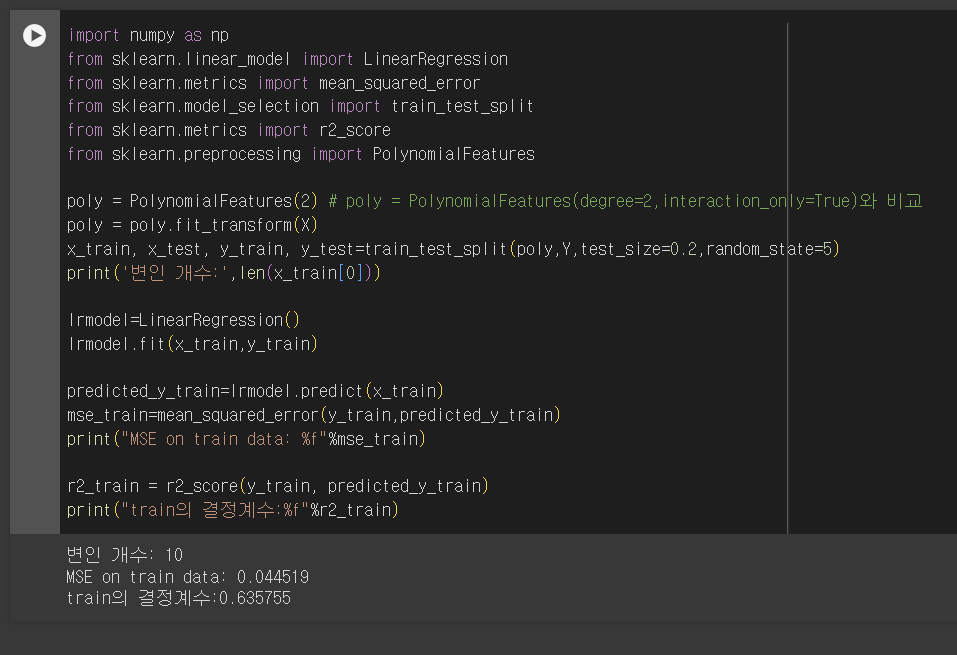 import numpy as np
from sklearn.linear_model import LinearRegression
from sklearn.metrics import mean_squared_error
from sklearn.model_selection import train_test_split
from sklearn.metrics import r2_score
from sklearn.preprocessing import PolynomialFeatures
poly = PolynomialFeatures(2) # poly = PolynomialFeatures(degree=2,interaction_only=True)와 비교
poly = poly.fit_transform(X)
x_train, x_test, y_train, y_test=train_test_split(poly,Y,test_size=0.2,random_state=5)
print('변인 개수:',len(x_train[0]))
lrmodel=LinearRegression()
lrmodel.fit(x_train,y_train)
predicted_y_train=lrmodel.predict(x_train)
mse_train=mean_squared_error(y_train,predicted_y_train)
print("MSE on train data: %f"%mse_train)
r2_train = r2_score(y_train, predicted_y_train)
print("train의 결정계수:%f"%r2_train)
변인 개수: 10
MSE on train data: 0.044519
train의 결정계수:0.635755